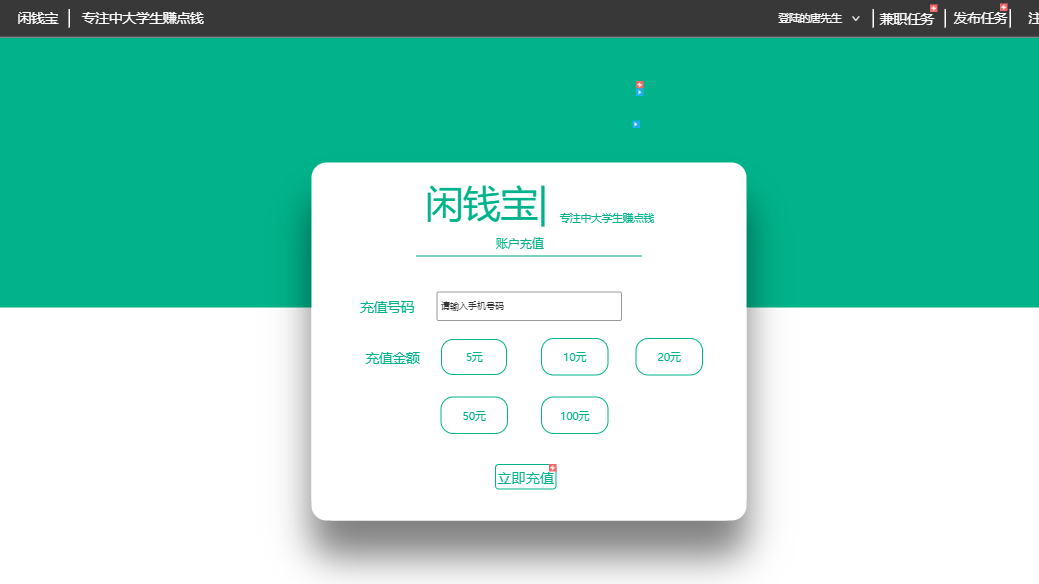 闲钱宝 专注中大学生赚点钱 登陆的唐先生 兼职任务 发布任务 注
闲钱宝 专注中大学生赚点钱
账户充值
充值号码 请输入手机号码
充值金额 5元 10元 20元
50元 100元
立即充值